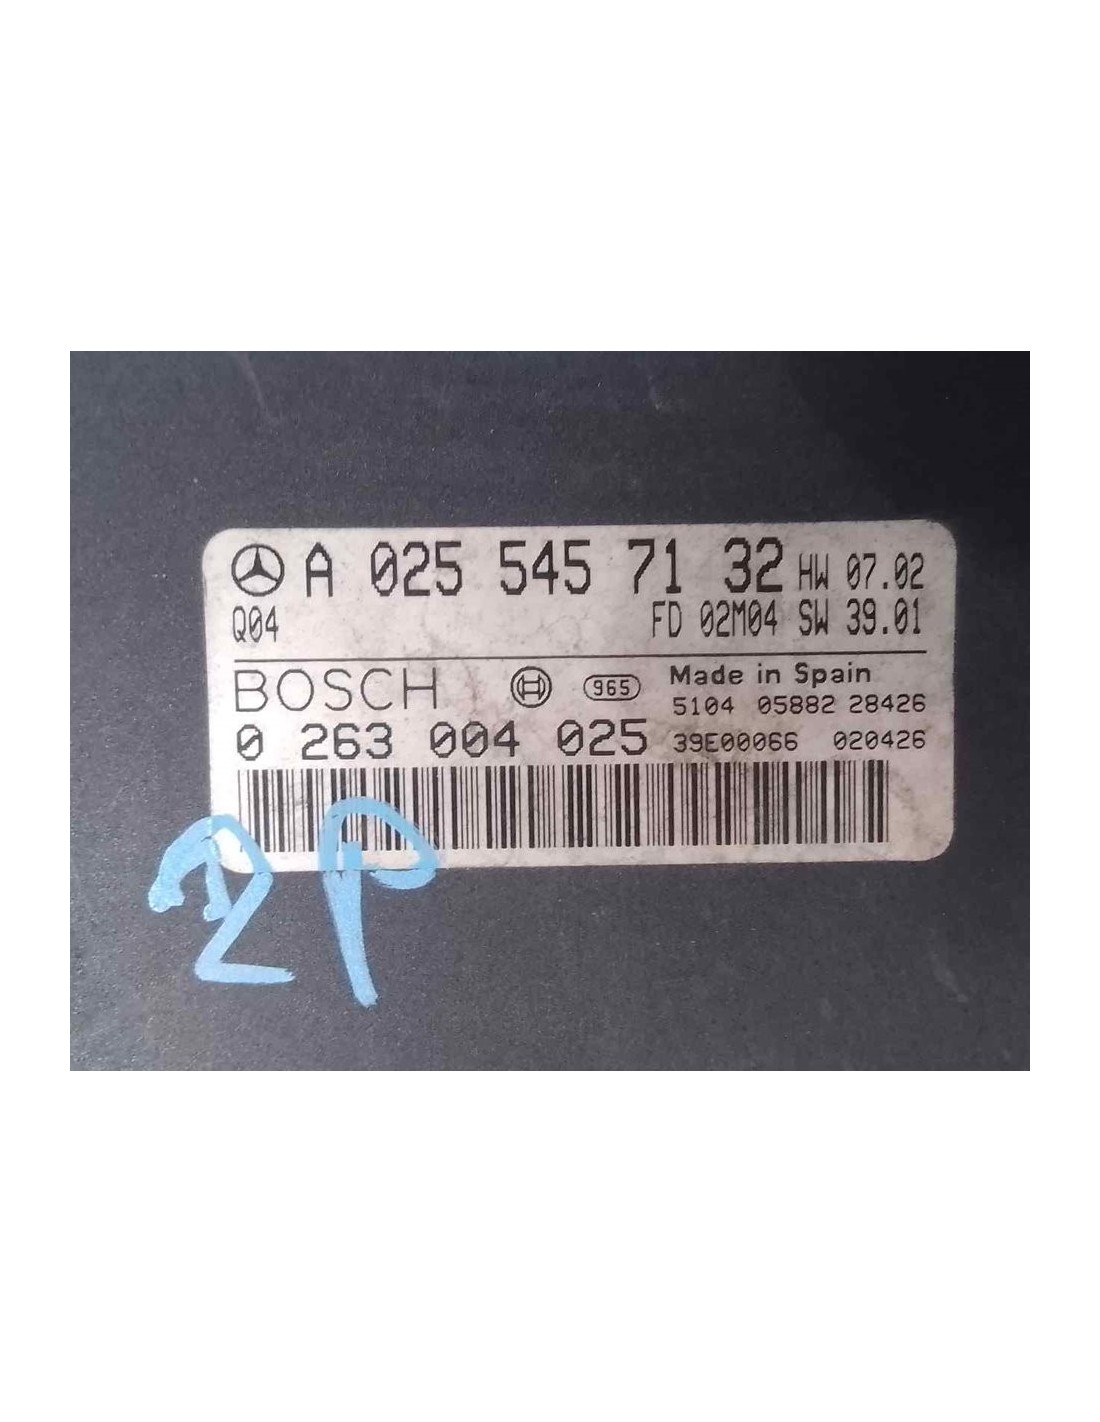 A 025 545 71 32 HW 07.02
Q04 FD 02M04 SW 39.01
BOSCH 965 Made in Spain
5104 05882 28426
0 263 004 025 39E00066 020426